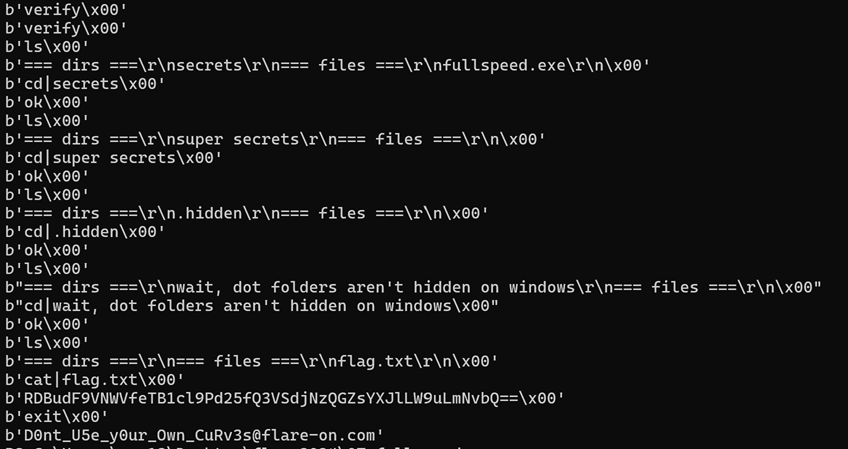 b'verify\x00'
b'verify\x00'
b'ls\x00'
b'=== dirs ===\r\nsecrets\r\n=== files ===\r\nfullspeed.exe\r\n\x00'
b'cd|secrets\x00'
b'ok\x00'
b'ls\x00'
b'=== dirs ===\r\nsuper secrets\r\n=== files ===\r\n\x00'
b'cd|super secrets\x00'
b'ok\x00'
b'ls\x00'
b'=== dirs ===\r\n.hidden\r\n=== files ===\r\n\x00'
b'cd|.hidden\x00'
b'ok\x00'
b'ls\x00'
b"=== dirs ===\r\nwait, dot folders aren't hidden on windows\r\n=== files ===\r\n\x00"
b"cd|wait, dot folders aren't hidden on windows\x00"
b'ok\x00'
b'ls\x00'
b'=== dirs ===\r\n=== files ===\r\nflag.txt\r\n\x00'
b'cat|flag.txt\x00'
b'RDBudF9VNWVfeTB1cl9Pd25fQ3VSdjNzQGZsYXJlLW9uLmNvbQ==\x00'
b'exit\x00'
b'D0nt_U5e_y0ur_Own_CuRv3s@flare-on.com'